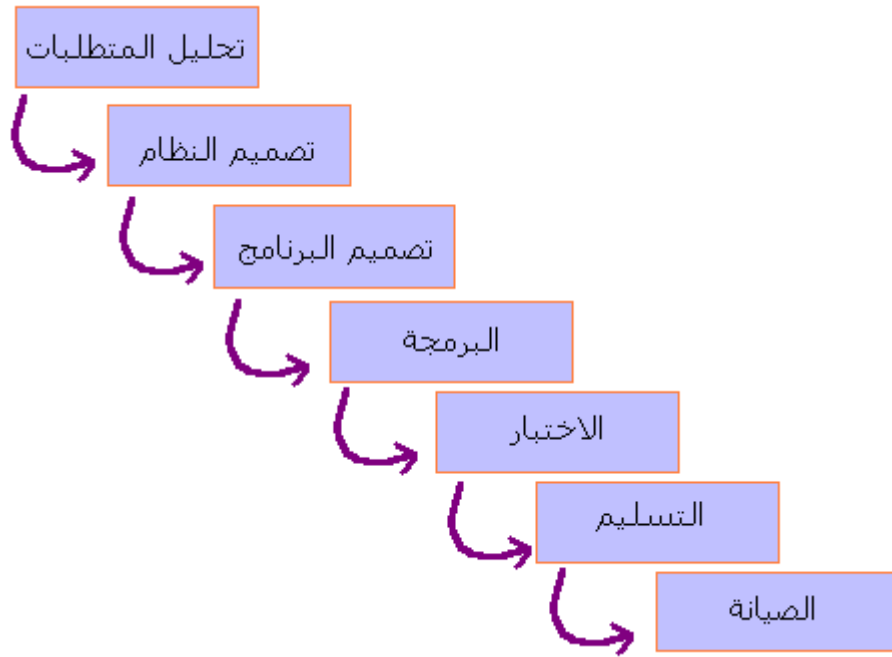 تحليل المتطلبات
تصميم النظام
تصميم البرنامج
البرمجة
الاختبار
التسليم
الصيانة